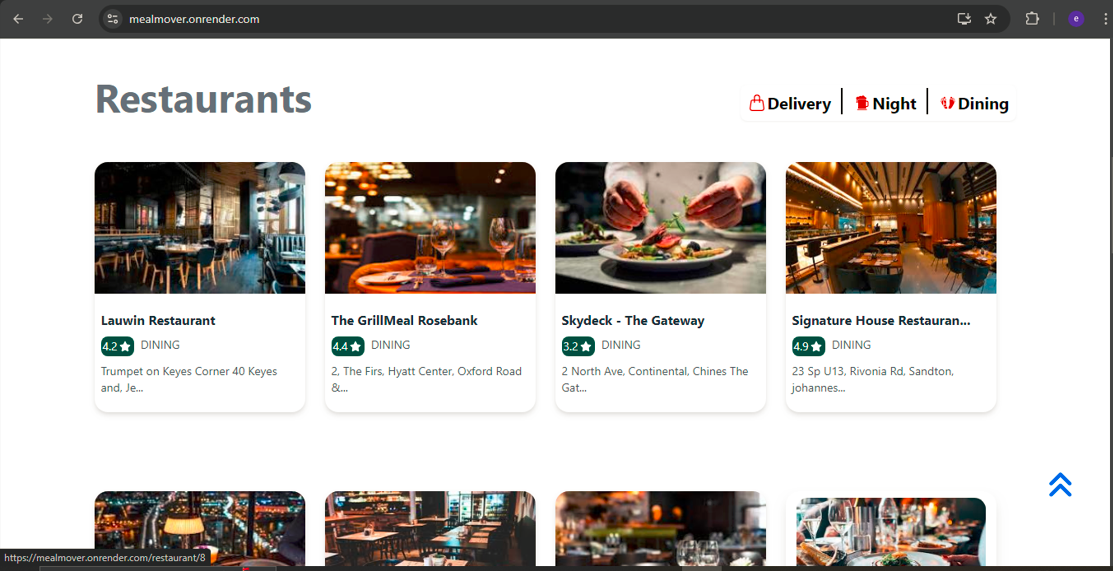 mealmover.onrender.com
e
Restaurants
Delivery
Night
Dining
Lauwin Restaurant
4.2 DINING
Trumpet on Keyes Corner 40 Keyes
and, Je...
The GrillMeal Rosebank
4.4 DINING
2, The Firs, Hyatt Center, Oxford Road
&...
Skydeck - The Gateway
3.2 DINING
2 North Ave, Continental, Chines The
Gat...
Signature House Restauran...
4.9 DINING
23 Sp U13, Rivonia Rd, Sandton,
johannes...
https://mealmover.onrender.com/restaurant/8